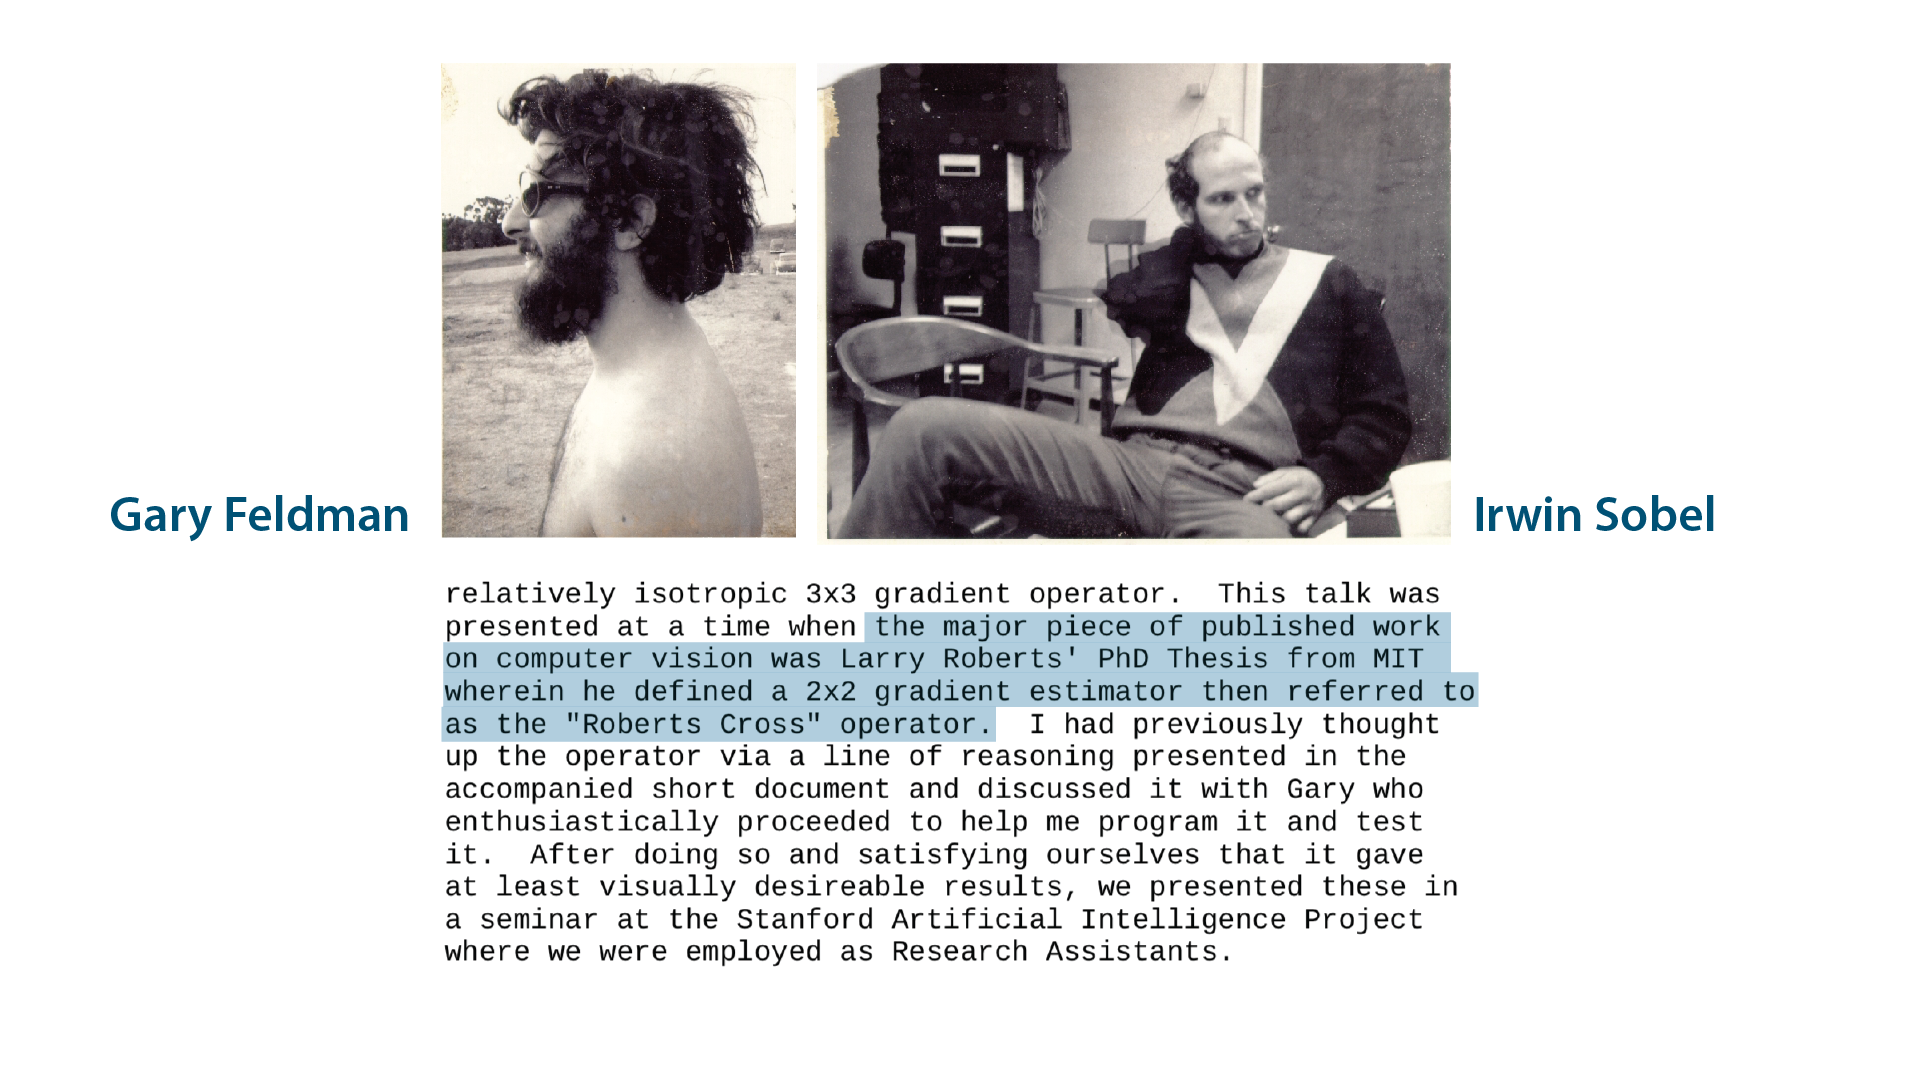 Gary Feldman
Irwin Sobel
relatively isotropic 3x3 gradient operator.  This talk was
presented at a time when the major piece of published work
on computer vision was Larry Roberts' PhD Thesis from MIT
wherein he defined a 2x2 gradient estimator then referred to
as the "Roberts Cross" operator.  I had previously thought
up the operator via a line of reasoning presented in the
accompanied short document and discussed it with Gary who
enthusiastically proceeded to help me program it and test
it.  After doing so and satisfying ourselves that it gave
at least visually desireable results, we presented these in
a seminar at the Stanford Artificial Intelligence Project
where we were employed as Research Assistants.